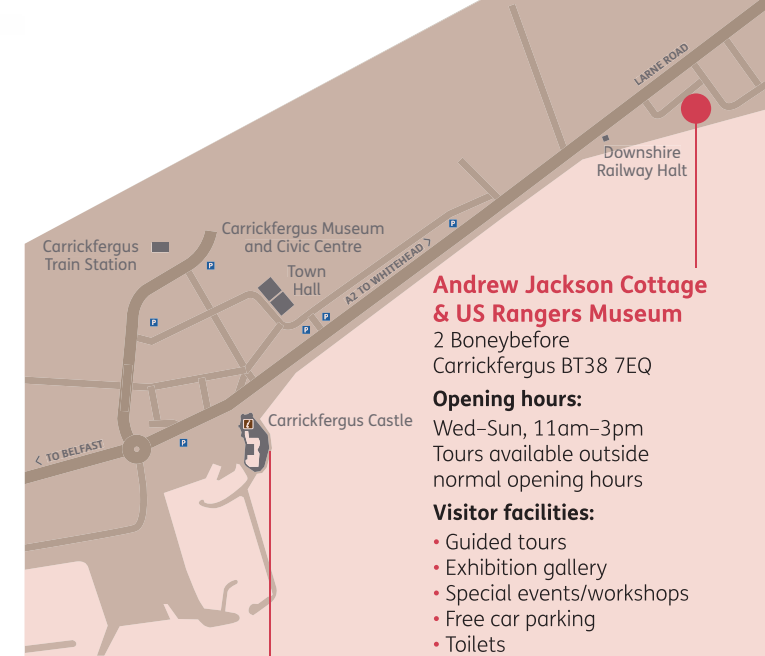 LARNE ROAD
Downshire
Railway Halt
Carrickfergus Museum
and Civic Centre
Carrickfergus
Train Station
Town
Hall
A2 TO WHITEHEAD >
P
P
P
P
P
P
i
Carrickfergus Castle
< TO BELFAST
Andrew Jackson Cottage
& US Rangers Museum
2 Boneybefore
Carrickfergus BT38 7EQ
Opening hours:
Wed–Sun, 11am–3pm
Tours available outside
normal opening hours
Visitor facilities:
• Guided tours
• Exhibition gallery
• Special events/workshops
• Free car parking
• Toilets